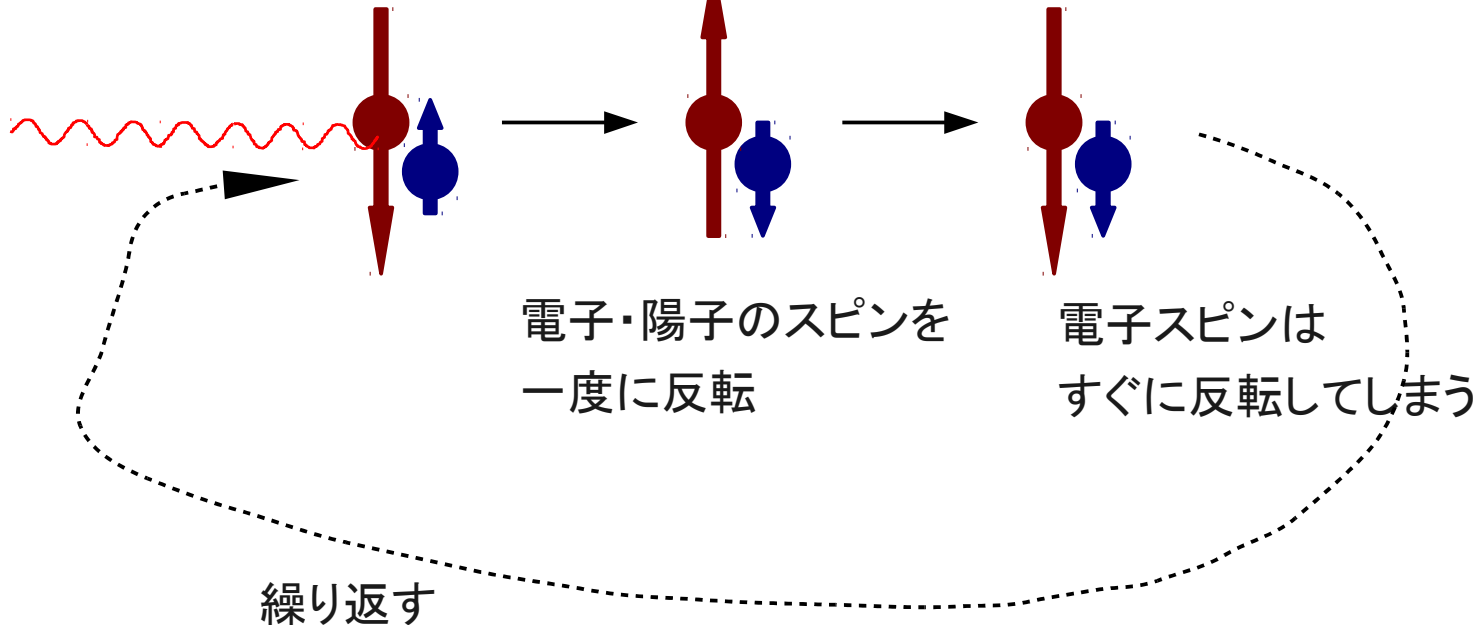 電子・陽子のスピンを
一度に反転
電子スピンは
すぐに反転してしまう
繰り返す